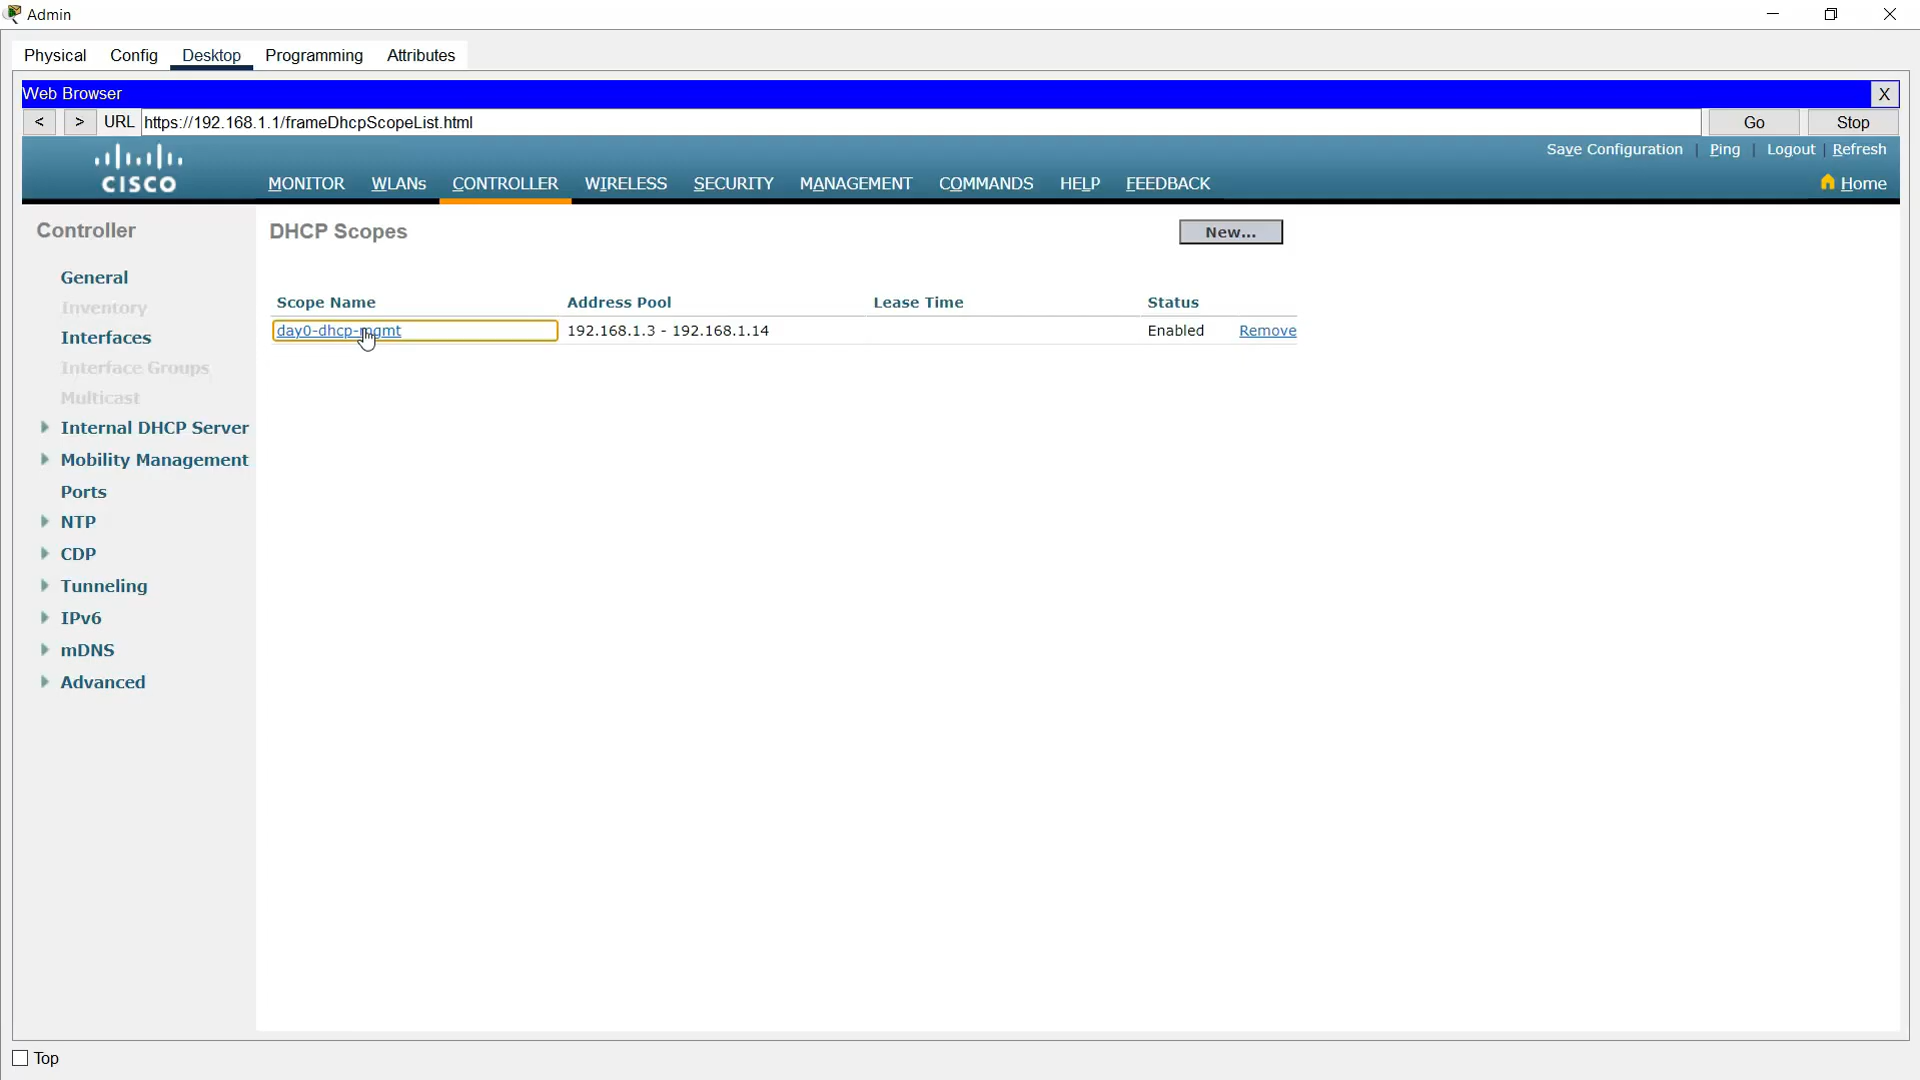 Admin
Physical Config Desktop Programming Attributes
Web Browser X
< > URL https://192.168.1.1/frameDhcpScopeList.html Go Stop
Save Configuration | Ping | Logout | Refresh
CISCO MONITOR WLANs CONTROLLER WIRELESS SECURITY MANAGEMENT COMMANDS HELP FEEDBACK Home
Controller
General
Inventory
Interfaces
Interface Groups
Multicast
Internal DHCP Server
Mobility Management
Ports
NTP
CDP
Tunneling
IPv6
mDNS
Advanced
DHCP Scopes New...
Scope Name Address Pool Lease Time Status
day0-dhcp-mgmt 192.168.1.3 - 192.168.1.14 Enabled Remove
Top